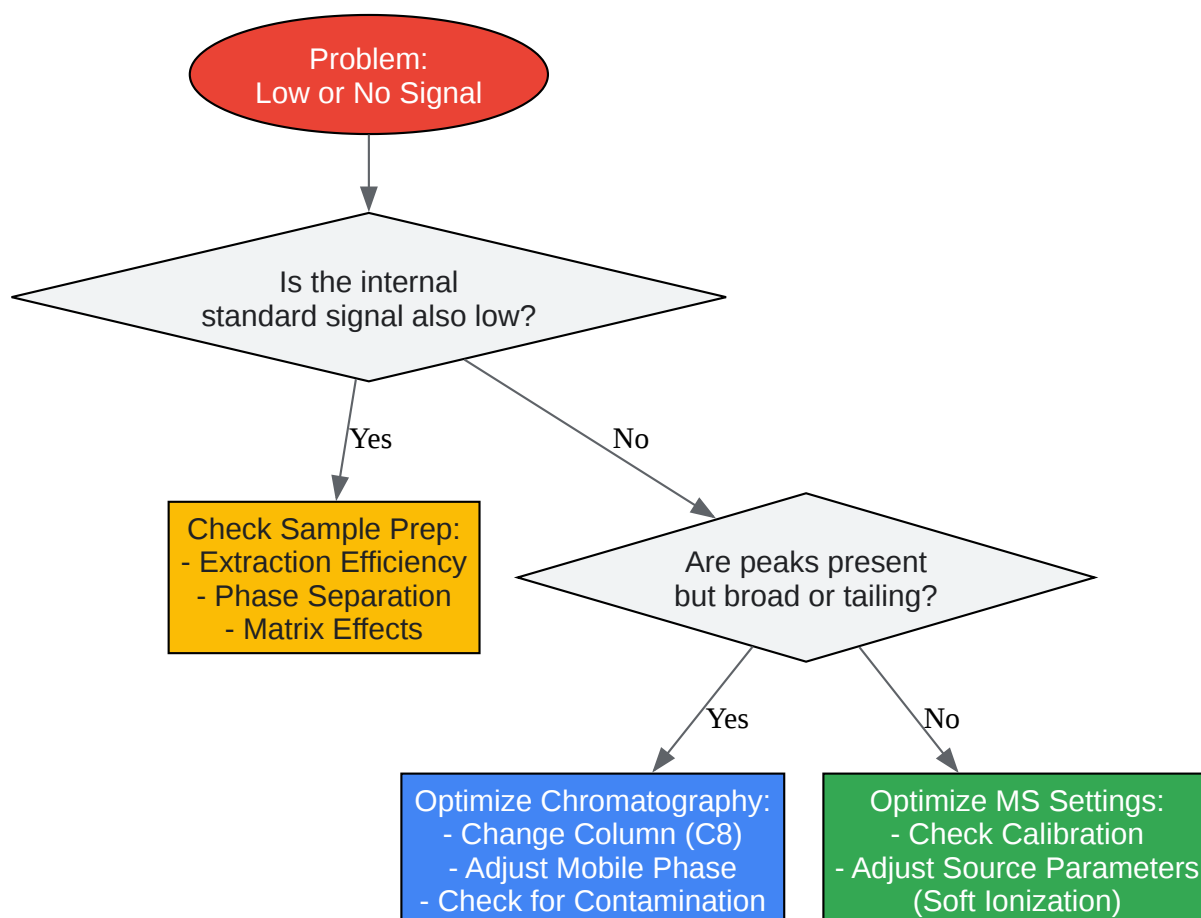 Problem:
Low or No Signal
Is the internal
standard signal also low?
Yes
No
Check Sample Prep:
- Extraction Efficiency
- Phase Separation
- Matrix Effects
Are peaks present
but broad or tailing?
Yes
No
Optimize Chromatography:
- Change Column (C8)
- Adjust Mobile Phase
- Check for Contamination
Optimize MS Settings:
- Check Calibration
- Adjust Source Parameters
(Soft Ionization)